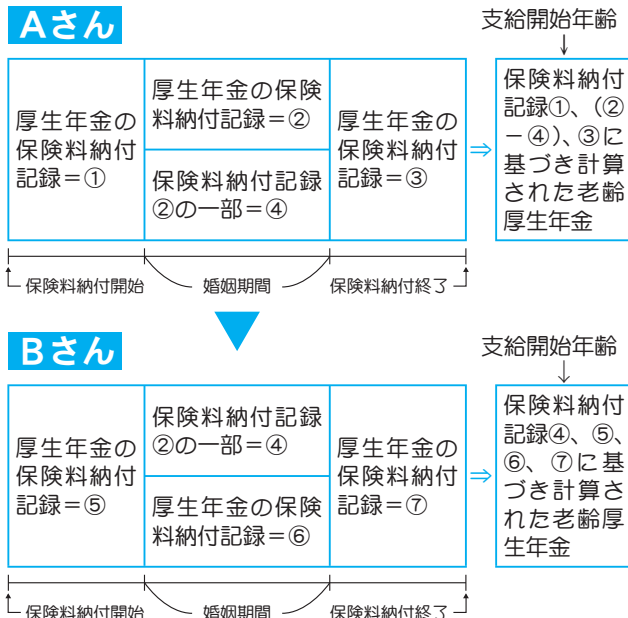 Aさん
支給開始年齢
↓
厚生年金の
保険料納付
記録＝①
厚生年金の保険
料納付記録＝②
保険料納付記録
②の一部＝④
厚生年金の
保険料納付
記録＝③
⇒
保険料納付
記録①、(②
－④)、③に
基づき計算
された老齢
厚生年金
保険料納付開始
婚姻期間
保険料納付終了
Bさん
支給開始年齢
↓
厚生年金の
保険料納付
記録＝⑤
保険料納付記録
②の一部＝④
厚生年金の保険
料納付記録＝⑥
厚生年金の
保険料納付
記録＝⑦
⇒
保険料納付
記録④、⑤、
⑥、⑦に基
づき計算さ
れた老齢厚
生年金
保険料納付開始
婚姻期間
保険料納付終了